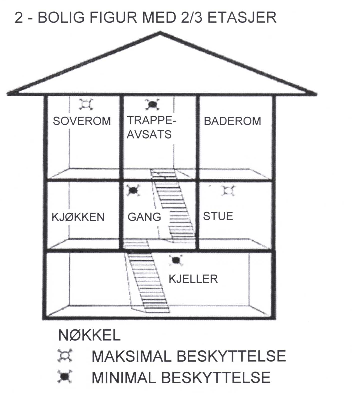 2 - BOLIG FIGUR MED 2/3 ETASJER
SOVEROM
TRAPPE-
AVSATS
BADEROM
KJØKKEN
GANG
STUE
KJELLER
NØKKEL
MAKSIMAL BESKYTTELSE
MINIMAL BESKYTTELSE